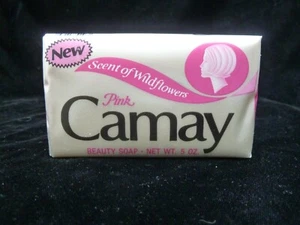 New
Scent of Wildflowers
Pink
Camay
BEAUTY SOAP - NET WT. 5 OZ.